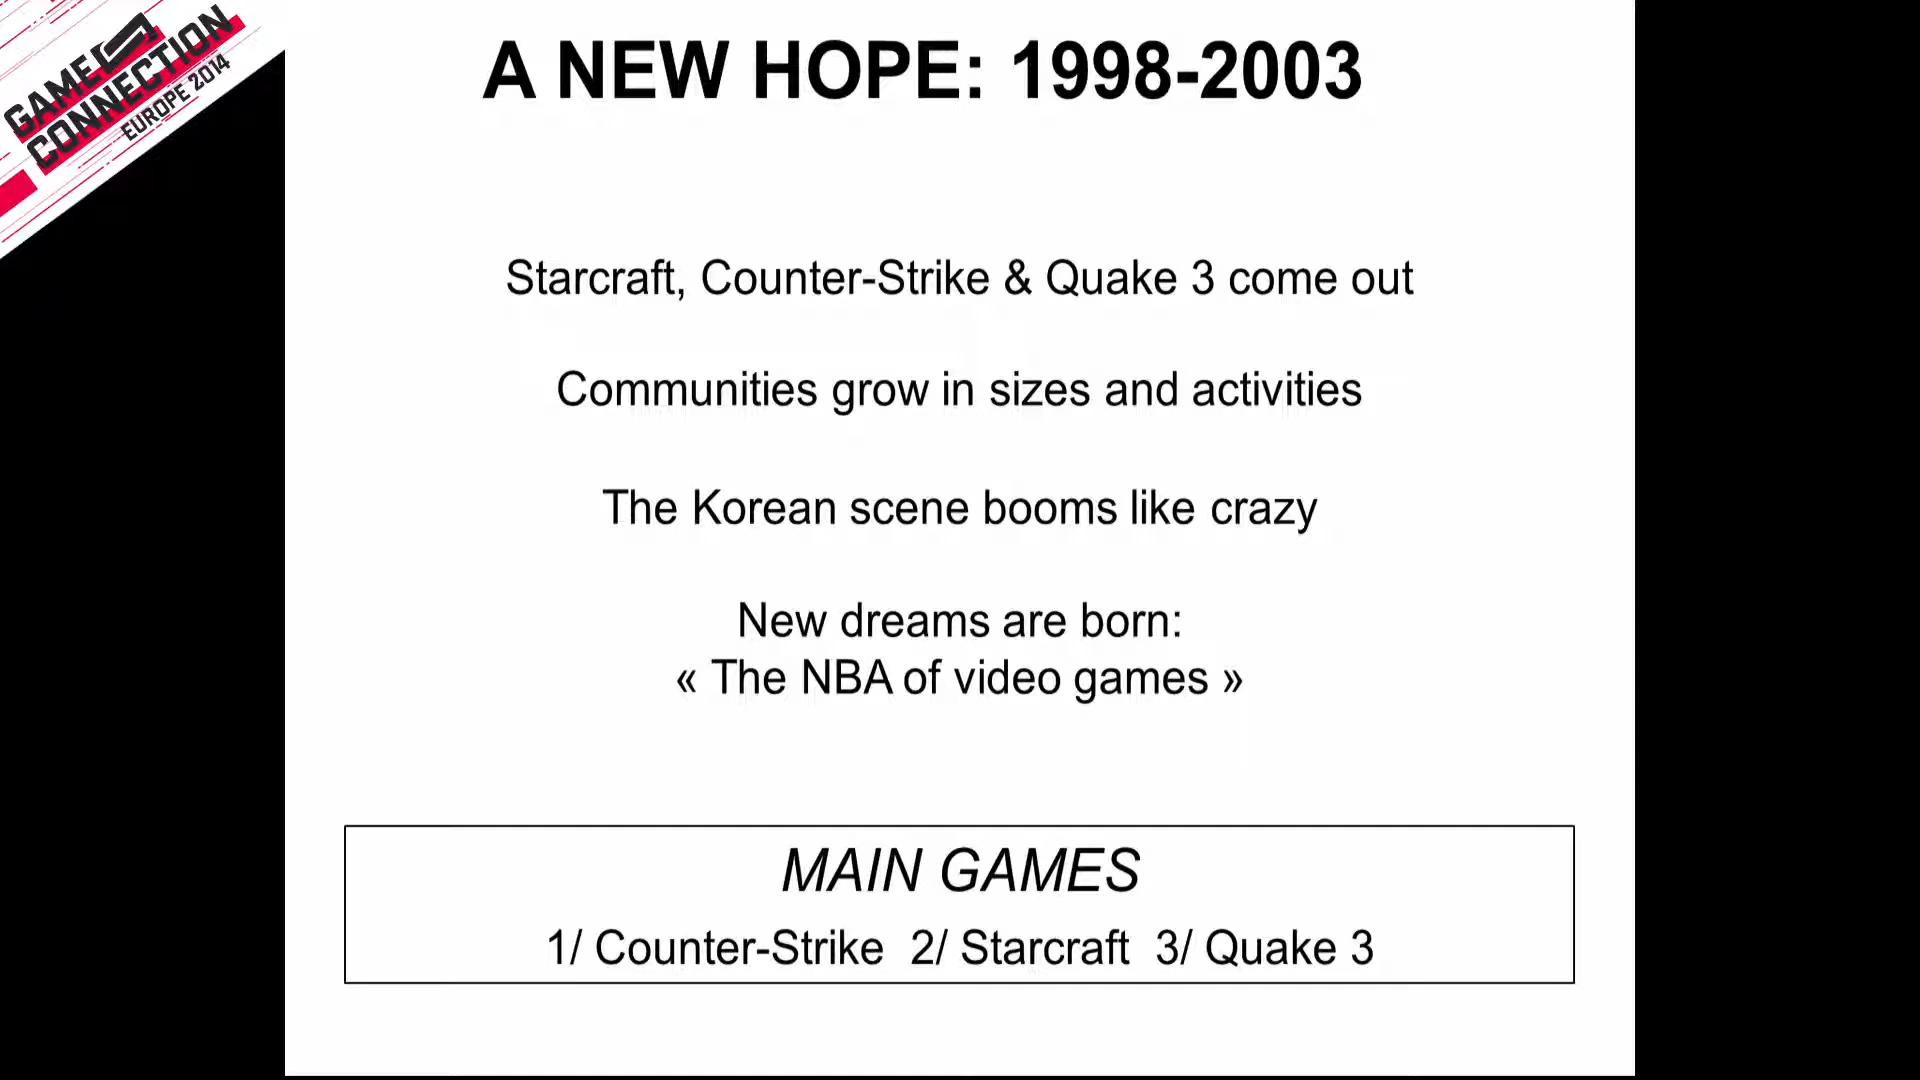 GAME
CONNECTION
EUROPE 2014
A NEW HOPE: 1998-2003
Starcraft, Counter-Strike & Quake 3 come out
Communities grow in sizes and activities
The Korean scene booms like crazy
New dreams are born:
« The NBA of video games »
MAIN GAMES
1/ Counter-Strike 2/ Starcraft 3/ Quake 3